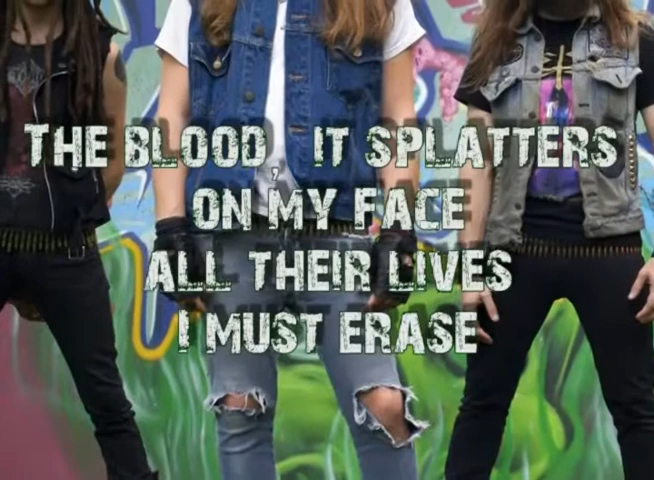 THE BLOOD, IT SPLATTERS
ON MY FACE
ALL THEIR LIVES
I MUST ERASE